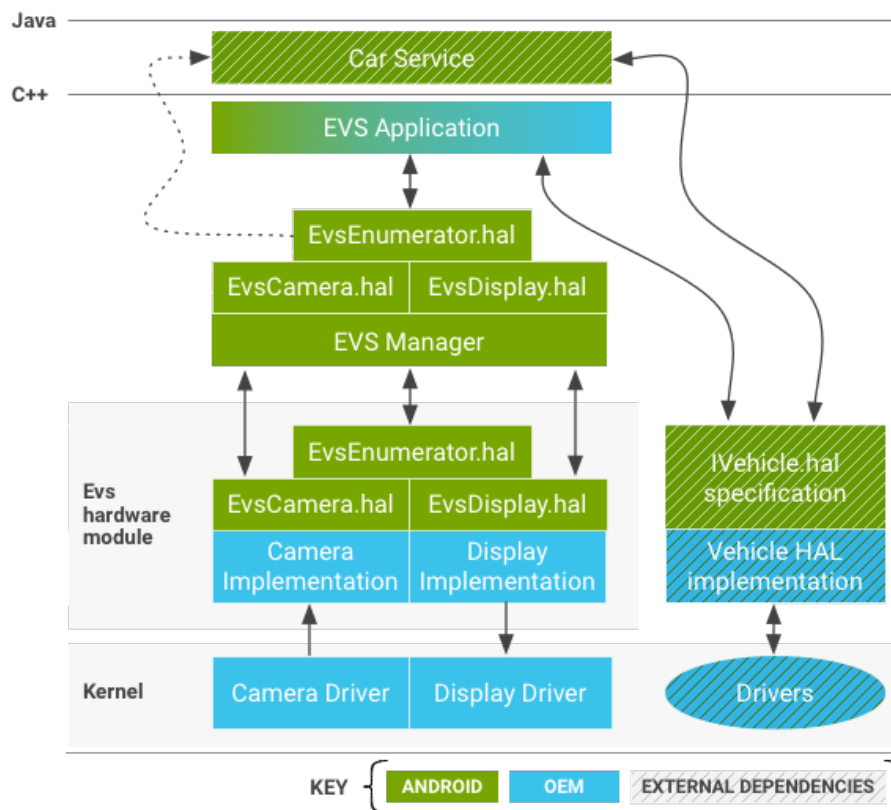 Java
Car Service
C++
EVS Application
EvsEnumerator.hal
EvsCamera.hal
EvsDisplay.hal
EVS Manager
Evs
hardware
module
EvsEnumerator.hal
EvsCamera.hal
EvsDisplay.hal
Camera
Implementation
Display
Implementation
IVehicle.hal
specification
Vehicle HAL
implementation
Kernel
Camera Driver
Display Driver
Drivers
KEY
ANDROID
OEM
EXTERNAL DEPENDENCIES